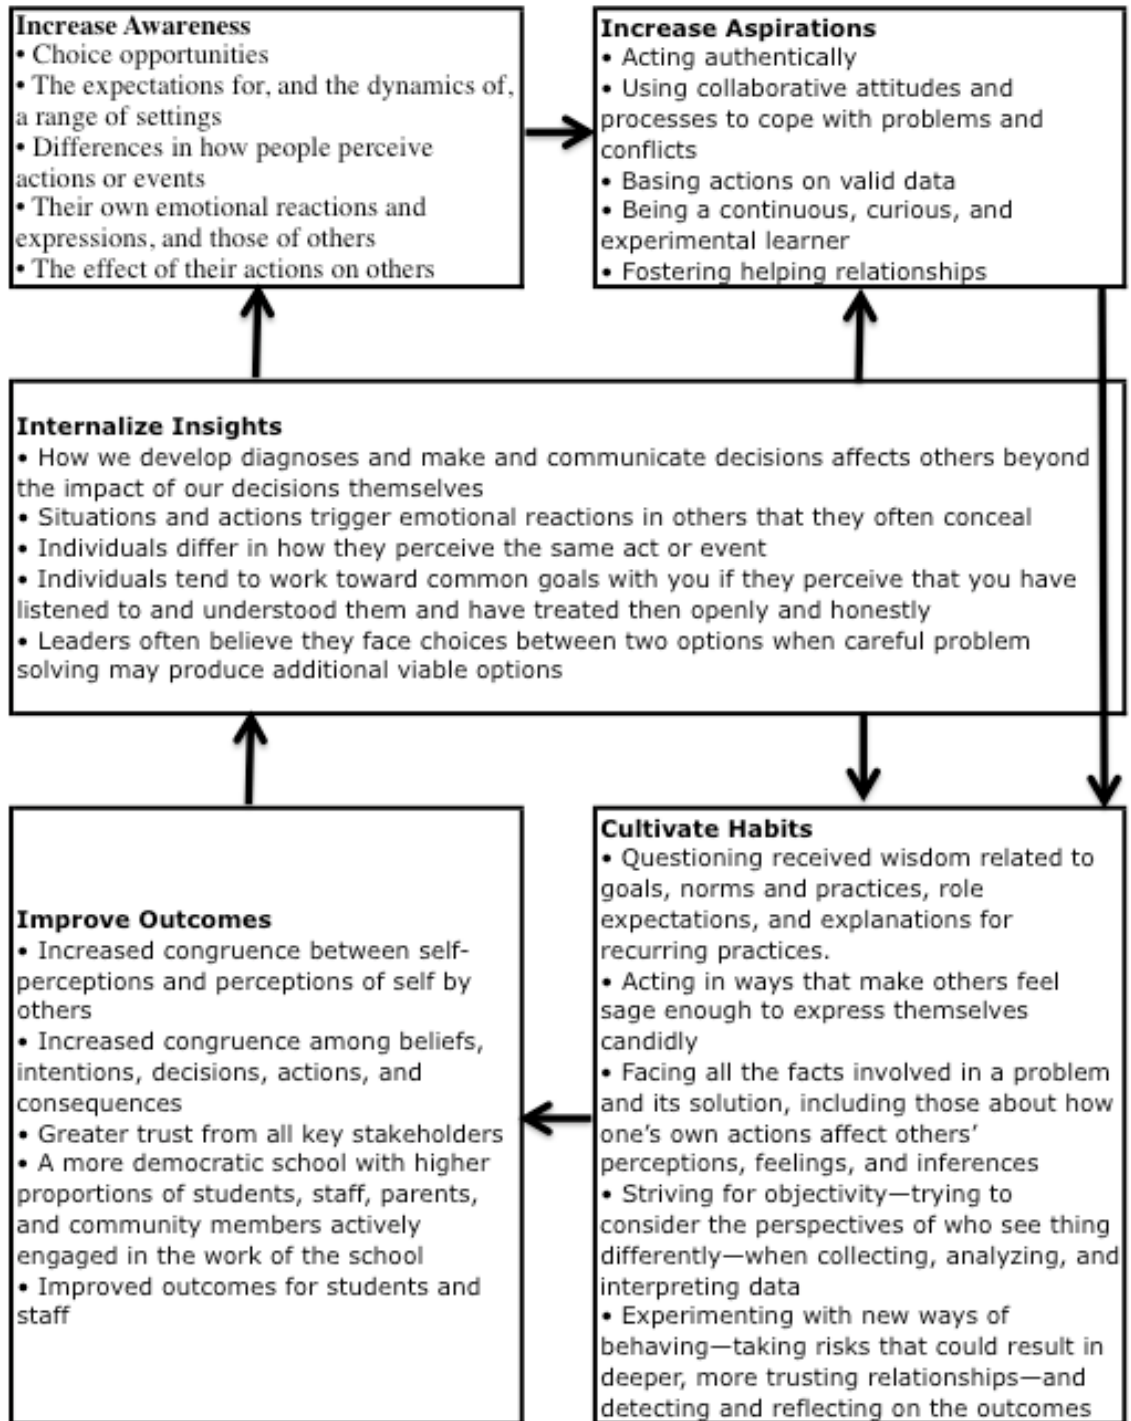 Increase Awareness
• Choice opportunities
• The expectations for, and the dynamics of,
a range of settings
• Differences in how people perceive
actions or events
• Their own emotional reactions and
expressions, and those of others
• The effect of their actions on others
Increase Aspirations
• Acting authentically
• Using collaborative attitudes and
processes to cope with problems and
conflicts
• Basing actions on valid data
• Being a continuous, curious, and
experimental learner
• Fostering helping relationships
Internalize Insights
• How we develop diagnoses and make and communicate decisions affects others beyond
the impact of our decisions themselves
• Situations and actions trigger emotional reactions in others that they often conceal
• Individuals differ in how they perceive the same act or event
• Individuals tend to work toward common goals with you if they perceive that you have
listened to and understood them and have treated then openly and honestly
• Leaders often believe they face choices between two options when careful problem
solving may produce additional viable options
Improve Outcomes
• Increased congruence between self-
perceptions and perceptions of self by
others
• Increased congruence among beliefs,
intentions, decisions, actions, and
consequences
• Greater trust from all key stakeholders
• A more democratic school with higher
proportions of students, staff, parents,
and community members actively
engaged in the work of the school
• Improved outcomes for students and
staff
Cultivate Habits
• Questioning received wisdom related to
goals, norms and practices, role
expectations, and explanations for
recurring practices.
• Acting in ways that make others feel
sage enough to express themselves
candidly
• Facing all the facts involved in a problem
and its solution, including those about how
one’s own actions affect others’
perceptions, feelings, and inferences
• Striving for objectivity—trying to
consider the perspectives of who see thing
differently—when collecting, analyzing, and
interpreting data
• Experimenting with new ways of
behaving—taking risks that could result in
deeper, more trusting relationships—and
detecting and reflecting on the outcomes